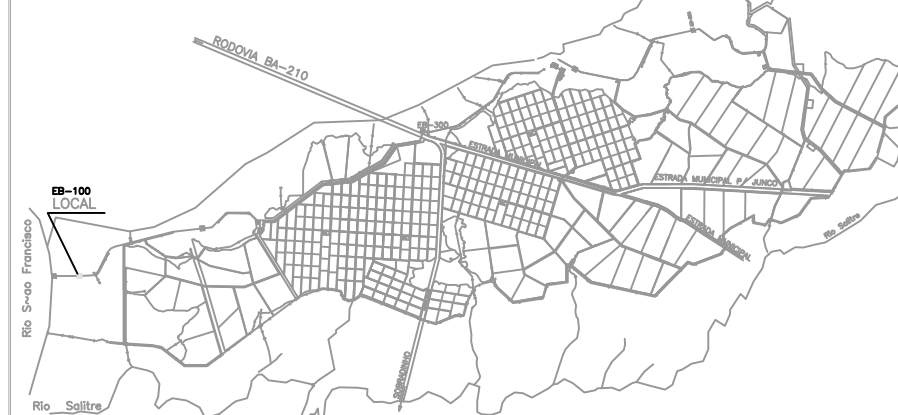 RODOVIA BA-210
EB-300
ESTRADA MUNICIPAL
ESTRADA MUNICIPAL P/ JUNCO
EB-100
LOCAL
ESTRADA MUNICIPAL
Rio Salitre
Rio S~ao Francisco
SOBRADINHO
Rio Salitre